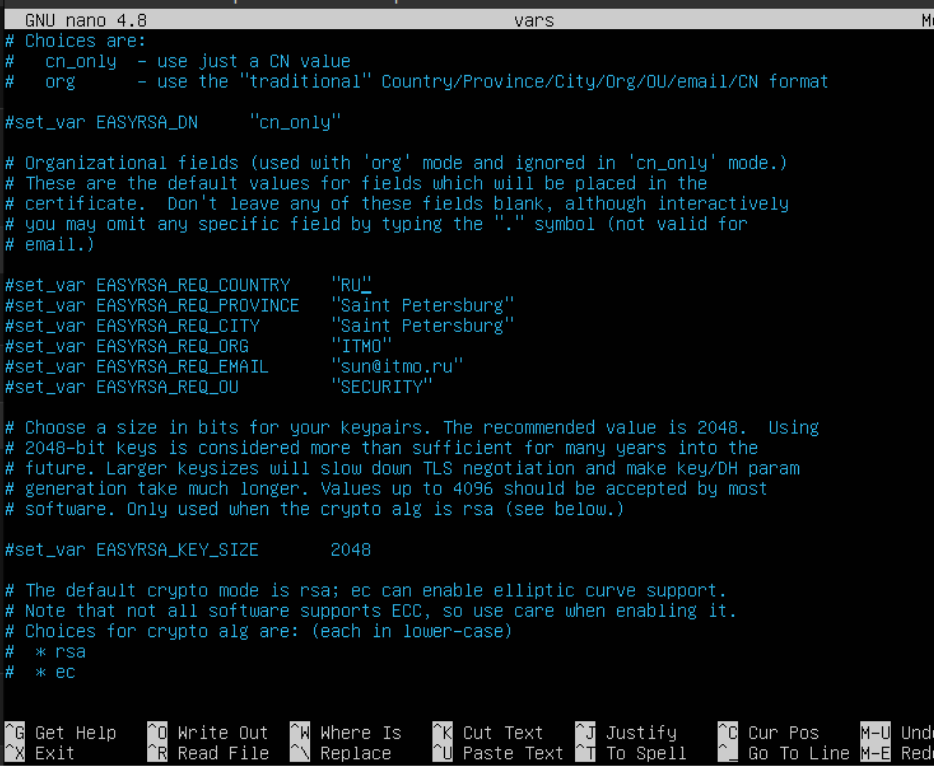 GNU nano 4.8 vars
# Choices are:
#   cn_only  - use just a CN value
#   org      - use the "traditional" Country/Province/City/Org/OU/email/CN format
#set_var EASYRSA_DN     "cn_only"
# Organizational fields (used with 'org' mode and ignored in 'cn_only' mode.)
# These are the default values for fields which will be placed in the
# certificate.  Don't leave any of these fields blank, although interactively
# you may omit any specific field by typing the "." symbol (not valid for
# email.)
#set_var EASYRSA_REQ_COUNTRY    "RU"
#set_var EASYRSA_REQ_PROVINCE   "Saint Petersburg"
#set_var EASYRSA_REQ_CITY       "Saint Petersburg"
#set_var EASYRSA_REQ_ORG        "ITMO"
#set_var EASYRSA_REQ_EMAIL      "sun@itmo.ru"
#set_var EASYRSA_REQ_OU         "SECURITY"
# Choose a size in bits for your keypairs. The recommended value is 2048.  Using
# 2048-bit keys is considered more than sufficient for many years into the
# future. Larger keysizes will slow down TLS negotiation and make key/DH param
# generation take much longer. Values up to 4096 should be accepted by most
# software. Only used when the crypto alg is rsa (see below.)
#set_var EASYRSA_KEY_SIZE       2048
# The default crypto mode is rsa; ec can enable elliptic curve support.
# Note that not all software supports ECC, so use care when enabling it.
# Choices for crypto alg are: (each in lower-case)
#  * rsa
#  * ec
^G Get Help   ^O Write Out  ^W Where Is   ^K Cut Text   ^J Justify    ^C Cur Pos    M-U
^X Exit       ^R Read File  ^\ Replace    ^U Paste Text ^T To Spell   ^_ Go To Line M-E